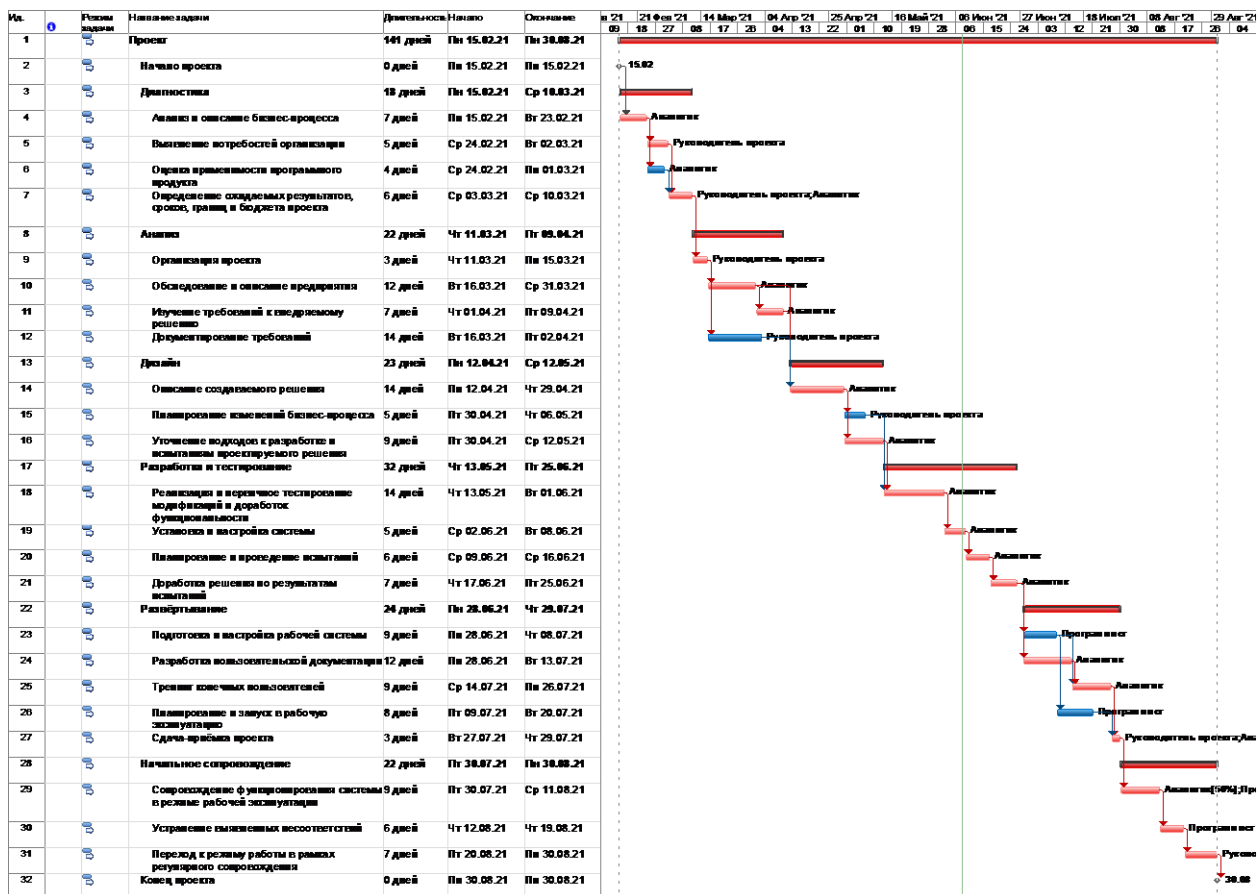 Ид. Режим задачи Название задачи Длительность Начало Окончание
в '21 21 Фев '21 14 Мар '21 04 Апр '21 25 Апр '21 16 Май '21 06 Июн '21 27 Июн '21 18 Июл '21 08 Авг '21 29 Авг '21
09 18 27 08 17 26 04 13 22 01 10 19 28 06 15 24 03 12 21 30 08 17 26 04
1 Проект 141 дней Пн 15.02.21 Пн 30.08.21
2 Начало проекта 0 дней Пн 15.02.21 Пн 15.02.21 15.02
3 Диагностика 18 дней Пн 15.02.21 Ср 10.03.21
4 Анализ и описание бизнес-процесса 7 дней Пн 15.02.21 Вт 23.02.21 Аналитик
5 Выявление потребностей организации 5 дней Ср 24.02.21 Вт 02.03.21 Руководитель проекта
6 Оценка применимости программного 4 дней Ср 24.02.21 Пн 01.03.21 Аналитик
продукта
7 Определение ожидаемых результатов, 6 дней Ср 03.03.21 Ср 10.03.21 Руководитель проекта;Аналитик
сроков, границ и бюджета проекта
8 Анализ 22 дней Чт 11.03.21 Пт 09.04.21
9 Организация проекта 3 дней Чт 11.03.21 Пн 15.03.21 Руководитель проекта
10 Обследование и описание предприятия 12 дней Вт 16.03.21 Ср 31.03.21 Аналитик
11 Изучение требований к внедряемому 7 дней Чт 01.04.21 Пт 09.04.21 Аналитик
решению
12 Документирование требований 14 дней Вт 16.03.21 Пт 02.04.21 Руководитель проекта
13 Дизайн 23 дней Пн 12.04.21 Ср 12.05.21
14 Описание создаваемого решения 14 дней Пн 12.04.21 Чт 29.04.21 Аналитик
15 Планирование изменений бизнес-процесса 5 дней Пт 30.04.21 Чт 06.05.21 Руководитель проекта
16 Уточнение подходов к разработке и 9 дней Пт 30.04.21 Ср 12.05.21 Аналитик
испытаниям проектируемого решения
17 Разработка и тестирование 32 дней Чт 13.05.21 Пт 25.06.21
18 Реализация и первичное тестирование 14 дней Чт 13.05.21 Вт 01.06.21 Аналитик
модификаций и доработок
функциональности
19 Установка и настройка системы 5 дней Ср 02.06.21 Вт 08.06.21 Аналитик
20 Планирование и проведение испытаний 6 дней Ср 09.06.21 Ср 16.06.21 Аналитик
21 Доработка решения по результатам 7 дней Чт 17.06.21 Пт 25.06.21 Аналитик
испытаний
22 Развёртывание 24 дней Пн 28.06.21 Чт 29.07.21
23 Подготовка и настройка рабочей системы 9 дней Пн 28.06.21 Чт 08.07.21 Программист
24 Разработка пользовательской документации 12 дней Пн 28.06.21 Вт 13.07.21 Аналитик
25 Тренинг конечных пользователей 9 дней Ср 14.07.21 Пн 26.07.21 Аналитик
26 Планирование и запуск в рабочую 8 дней Пт 09.07.21 Вт 20.07.21 Программист
эксплуатацию
27 Сдача-приёмка проекта 3 дней Вт 27.07.21 Чт 29.07.21 Руководитель проекта;Ана
28 Начальное сопровождение 22 дней Пт 30.07.21 Пн 30.08.21
29 Сопровождение функционирования системы 9 дней Пт 30.07.21 Ср 11.08.21 Аналитик[50%];Про
в режиме рабочей эксплуатации
30 Устранение выявленных несоответствий 6 дней Чт 12.08.21 Чт 19.08.21 Программист
31 Переход к режиму работы в рамках 7 дней Пт 20.08.21 Пн 30.08.21 Руково
регулярного сопровождения
32 Конец проекта 0 дней Пн 30.08.21 Пн 30.08.21 30.08